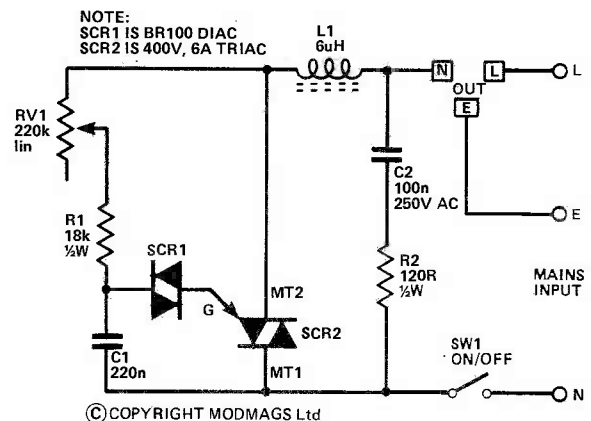 NOTE:
SCR1 IS BR100 DIAC
SCR2 IS 400V, 6A TRIAC
L1
6uH
N
L
L
OUT
E
RV1
220k
lin
C2
100n
250V AC
E
R1
18k
½W
SCR1
R2
120R
½W
MAINS
INPUT
MT2
G
SCR2
C1
220n
MT1
SW1
ON/OFF
N
©COPYRIGHT MODMAGS Ltd